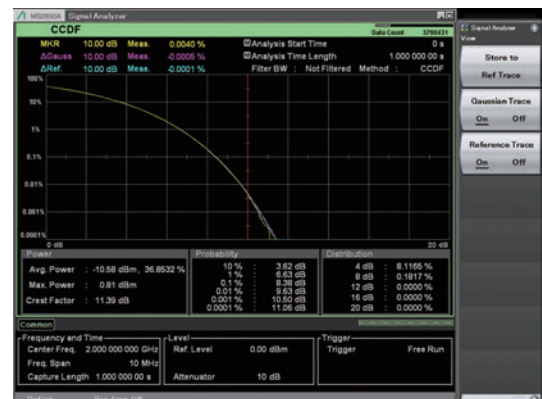 MS2850A Signal Analyzer
CCDF
Data Count 3790431
MKR 10.00 dB Meas. 0.0040 %
ΔGauss 10.00 dB Meas. -0.0005 %
ΔRef. 10.00 dB Meas. -0.0001 %
Analysis Start Time 0 s
Analysis Time Length 1.000 000 00 s
Filter BW : Not Filtered Method : CCDF
100%
10%
1%
0.1%
0.01%
0.001%
0.0001%
0 dB 20 dB
Power
Avg. Power : -10.58 dBm, 36.8532 %
Max. Power : 0.81 dBm
Crest Factor : 11.39 dB
Probability
10 % : 3.62 dB
1 % : 6.63 dB
0.1 % : 8.38 dB
0.01 % : 9.63 dB
0.001 % : 10.50 dB
0.0001 % : 11.06 dB
Distribution
4 dB : 8.1165 %
8 dB : 0.1817 %
12 dB : 0.0000 %
16 dB : 0.0000 %
20 dB : 0.0000 %
Common
Frequency and Time
Center Freq. 2.000 000 000 GHz
Freq. Span 10 MHz
Capture Length 1.000 000 00 s
Level
Ref. Level 0.00 dBm
Attenuator 10 dB
Trigger
Trigger Free Run
Ref.Int Pre-Amp Off
Signal Analyzer
View
Store to
Ref Trace
Gaussian Trace
On Off
Reference Trace
On Off